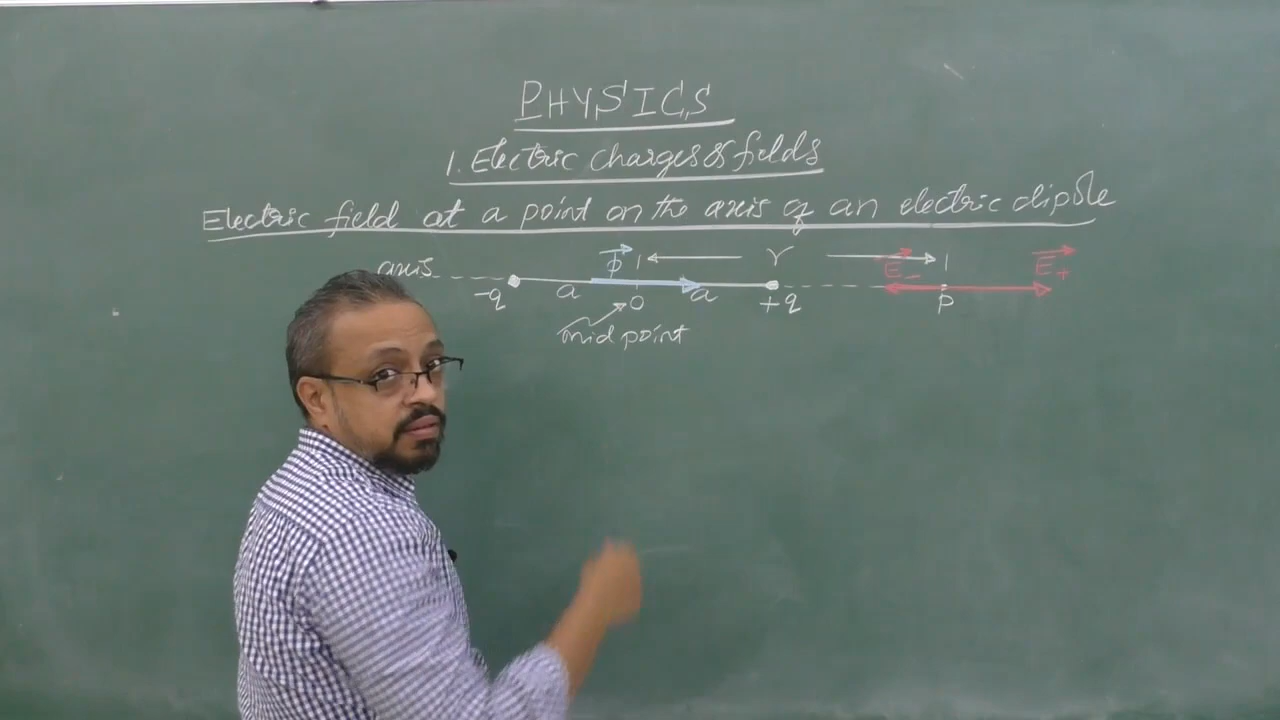 PHYSICS
1. Electric charges & fields
Electric field at a point on the axis of an electric dipole
axis p r E₋ E₊
-q a O a +q P
mid point